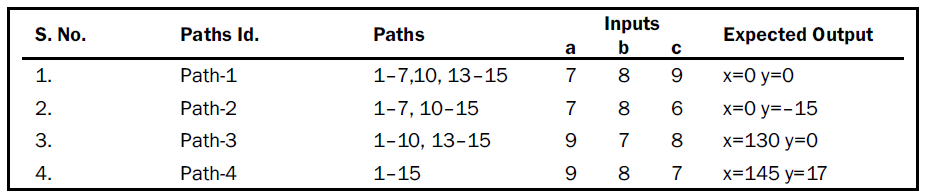 S. No. Paths Id. Paths Inputs Expected Output
a b c
1. Path-1 1–7,10, 13–15 7 8 9 x=0 y=0
2. Path-2 1–7, 10–15 7 8 6 x=0 y=–15
3. Path-3 1–10, 13–15 9 7 8 x=130 y=0
4. Path-4 1–15 9 8 7 x=145 y=17